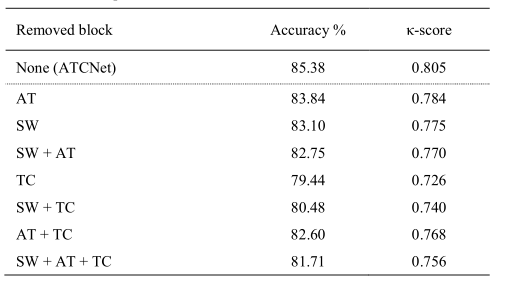 Removed block Accuracy % κ-score
None (ATCNet) 85.38 0.805
AT 83.84 0.784
SW 83.10 0.775
SW + AT 82.75 0.770
TC 79.44 0.726
SW + TC 80.48 0.740
AT + TC 82.60 0.768
SW + AT + TC 81.71 0.756